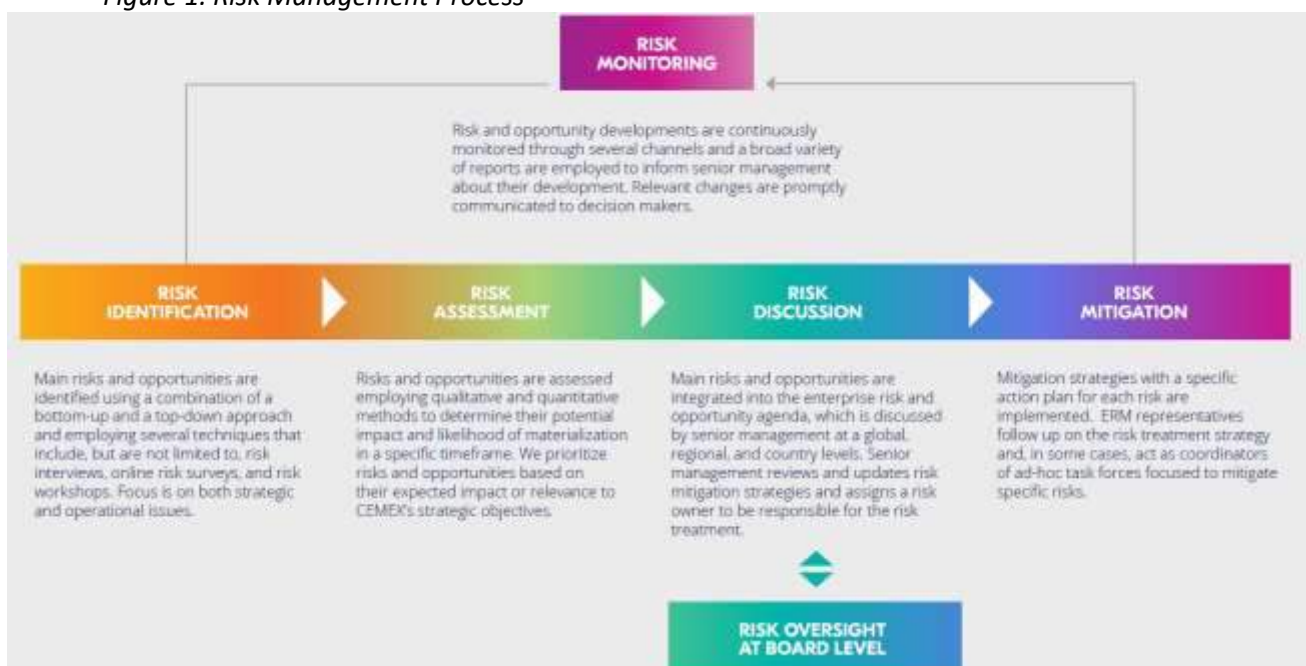 Figure 1. Risk Management Process
RISK
MONITORING
Risk and opportunity developments are continuously
monitored through several channels and a broad variety
of reports are employed to inform senior management
about their development. Relevant changes are promptly
communicated to decision makers.
RISK
IDENTIFICATION
RISK
ASSESSMENT
RISK
DISCUSSION
RISK
MITIGATION
Main risks and opportunities are
identified using a combination of a
bottom-up and a top-down approach
and employing several techniques that
include, but are not limited to, risk
interviews, online risk surveys, and risk
workshops. Focus is on both strategic
and operational issues.
Risks and opportunities are assessed
employing qualitative and quantitative
methods to determine their potential
impact and likelihood of materialization
in a specific timeframe. We prioritize
risks and opportunities based on
their expected impact or relevance to
CEMEX's strategic objectives.
Main risks and opportunities are
integrated into the enterprise risk and
opportunity agenda, which is discussed
by senior management at a global,
regional, and country levels. Senior
management reviews and updates risk
mitigation strategies and assigns a risk
owner to be responsible for the risk
treatment.
Mitigation strategies with a specific
action plan for each risk are
implemented. ERM representatives
follow up on the risk treatment strategy
and, in some cases, act as coordinators
of ad-hoc task forces focused to mitigate
specific risks.
RISK OVERSIGHT
AT BOARD LEVEL